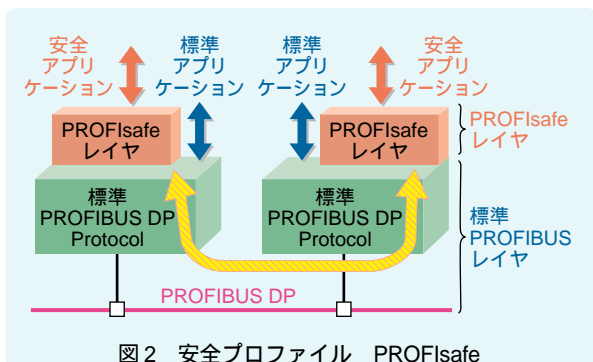 安全
アプリ
ケーション
標準
アプリ
ケーション
標準
アプリ
ケーション
安全
アプリ
ケーション
PROFIsafe
レイヤ
PROFIsafe
レイヤ
PROFIsafe
レイヤ
標準
PROFIBUS DP
Protocol
標準
PROFIBUS DP
Protocol
標準
PROFIBUS
レイヤ
PROFIBUS DP
図2 安全プロファイル PROFIsafe